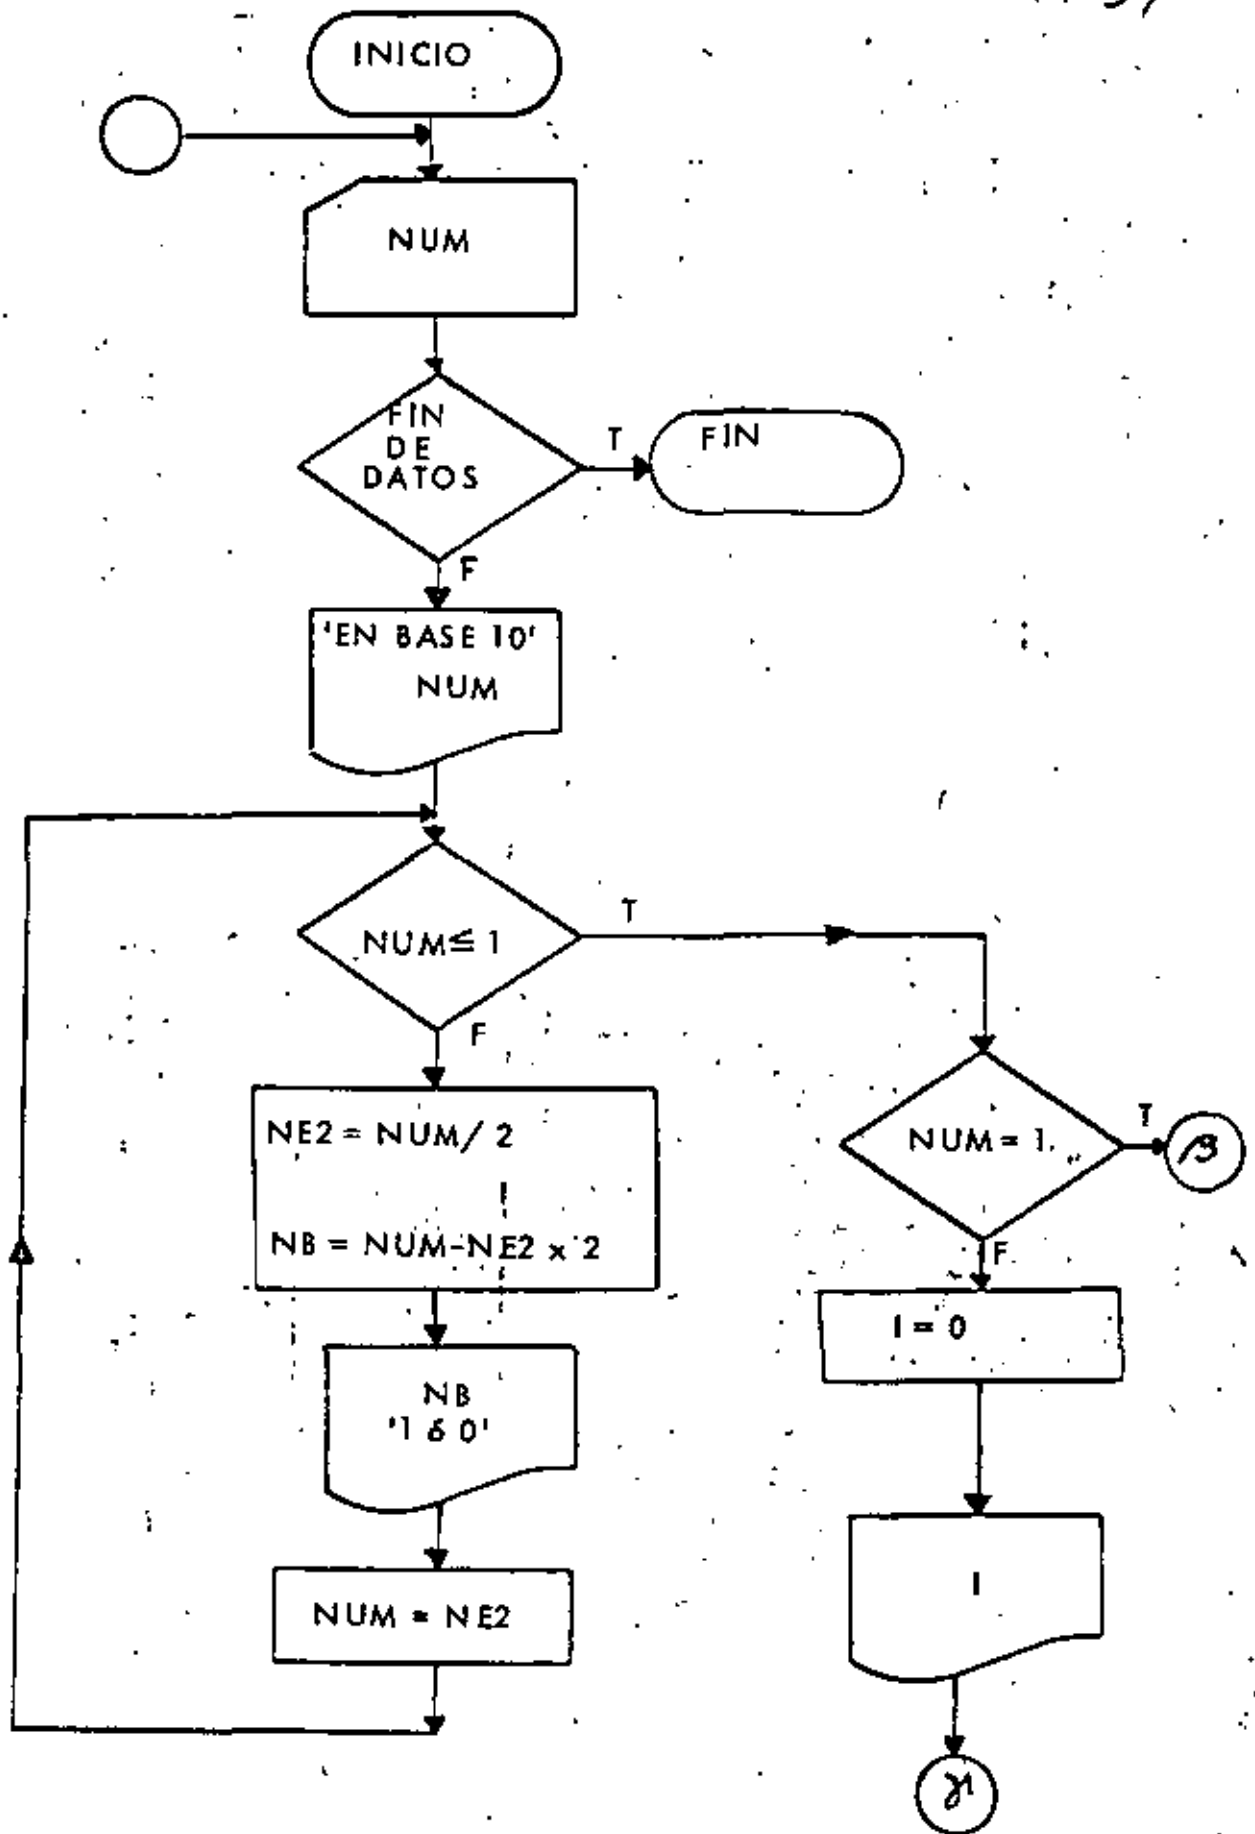 INICIO
NUM
FIN
DE
DATOS
T
FIN
F
'EN BASE 10'
NUM
NUM ≤ 1
T
F
NE2 = NUM/ 2
NB = NUM-NE2 x 2
NB
'1 ó 0'
NUM = NE2
NUM = 1.
T
β
F
I = 0
I